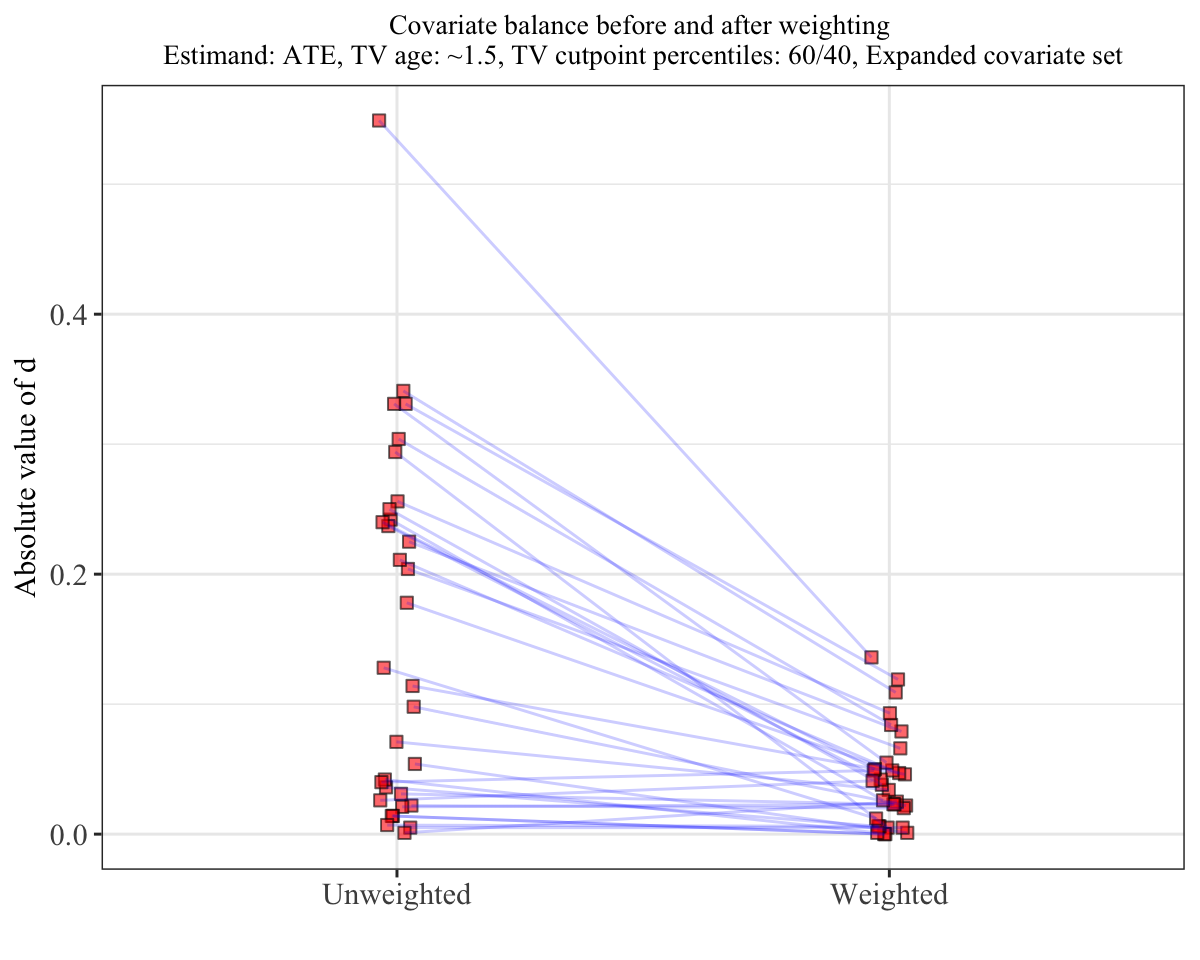 Covariate balance before and after weighting
Estimand: ATE, TV age: ~1.5, TV cutpoint percentiles: 60/40, Expanded covariate set
Absolute value of d
0.4
0.2
0.0
Unweighted
Weighted